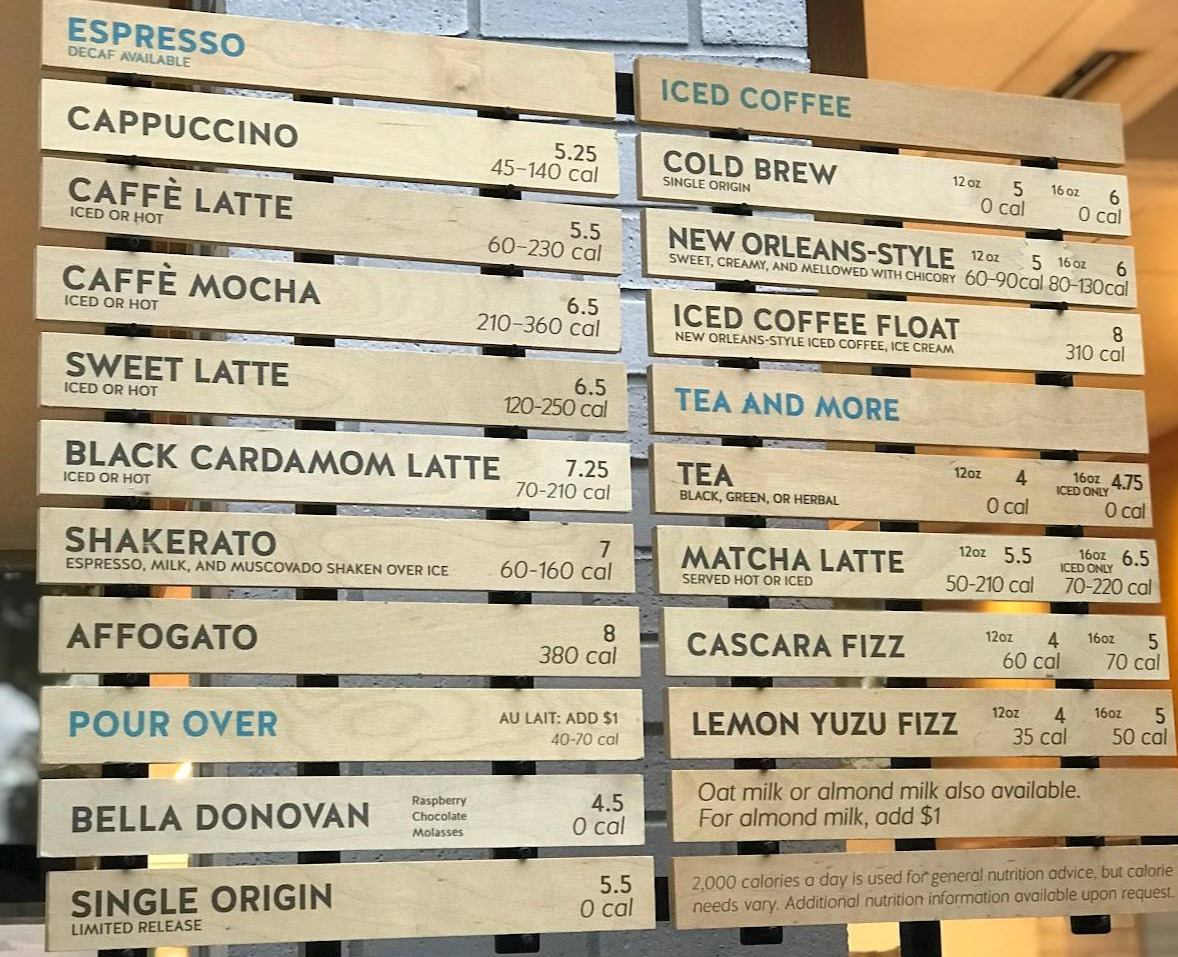 ESPRESSO
DECAF AVAILABLE
CAPPUCCINO 5.25
45-140 cal
CAFFÈ LATTE 5.5
ICED OR HOT 60-230 cal
CAFFÈ MOCHA 6.5
ICED OR HOT 210-360 cal
SWEET LATTE 6.5
ICED OR HOT 120-250 cal
BLACK CARDAMOM LATTE 7.25
ICED OR HOT 70-210 cal
SHAKERATO 7
ESPRESSO, MILK, AND MUSCOVADO SHAKEN OVER ICE 60-160 cal
AFFOGATO 8
380 cal
POUR OVER AU LAIT: ADD $1
40-70 cal
BELLA DONOVAN Raspberry 4.5
Chocolate 0 cal
Molasses
SINGLE ORIGIN 5.5
LIMITED RELEASE 0 cal
ICED COFFEE
COLD BREW 12 oz 5 16 oz 6
SINGLE ORIGIN 0 cal 0 cal
NEW ORLEANS-STYLE 12 oz 5 16 oz 6
SWEET, CREAMY, AND MELLOWED WITH CHICORY 60-90cal 80-130cal
ICED COFFEE FLOAT 8
NEW ORLEANS-STYLE ICED COFFEE, ICE CREAM 310 cal
TEA AND MORE
TEA 12oz 4 16oz 4.75
BLACK, GREEN, OR HERBAL ICED ONLY
0 cal 0 cal
MATCHA LATTE 12oz 5.5 16oz 6.5
SERVED HOT OR ICED ICED ONLY
50-210 cal 70-220 cal
CASCARA FIZZ 12oz 4 16oz 5
60 cal 70 cal
LEMON YUZU FIZZ 12oz 4 16oz 5
35 cal 50 cal
Oat milk or almond milk also available.
For almond milk, add $1
2,000 calories a day is used for general nutrition advice, but calorie
needs vary. Additional nutrition information available upon request.